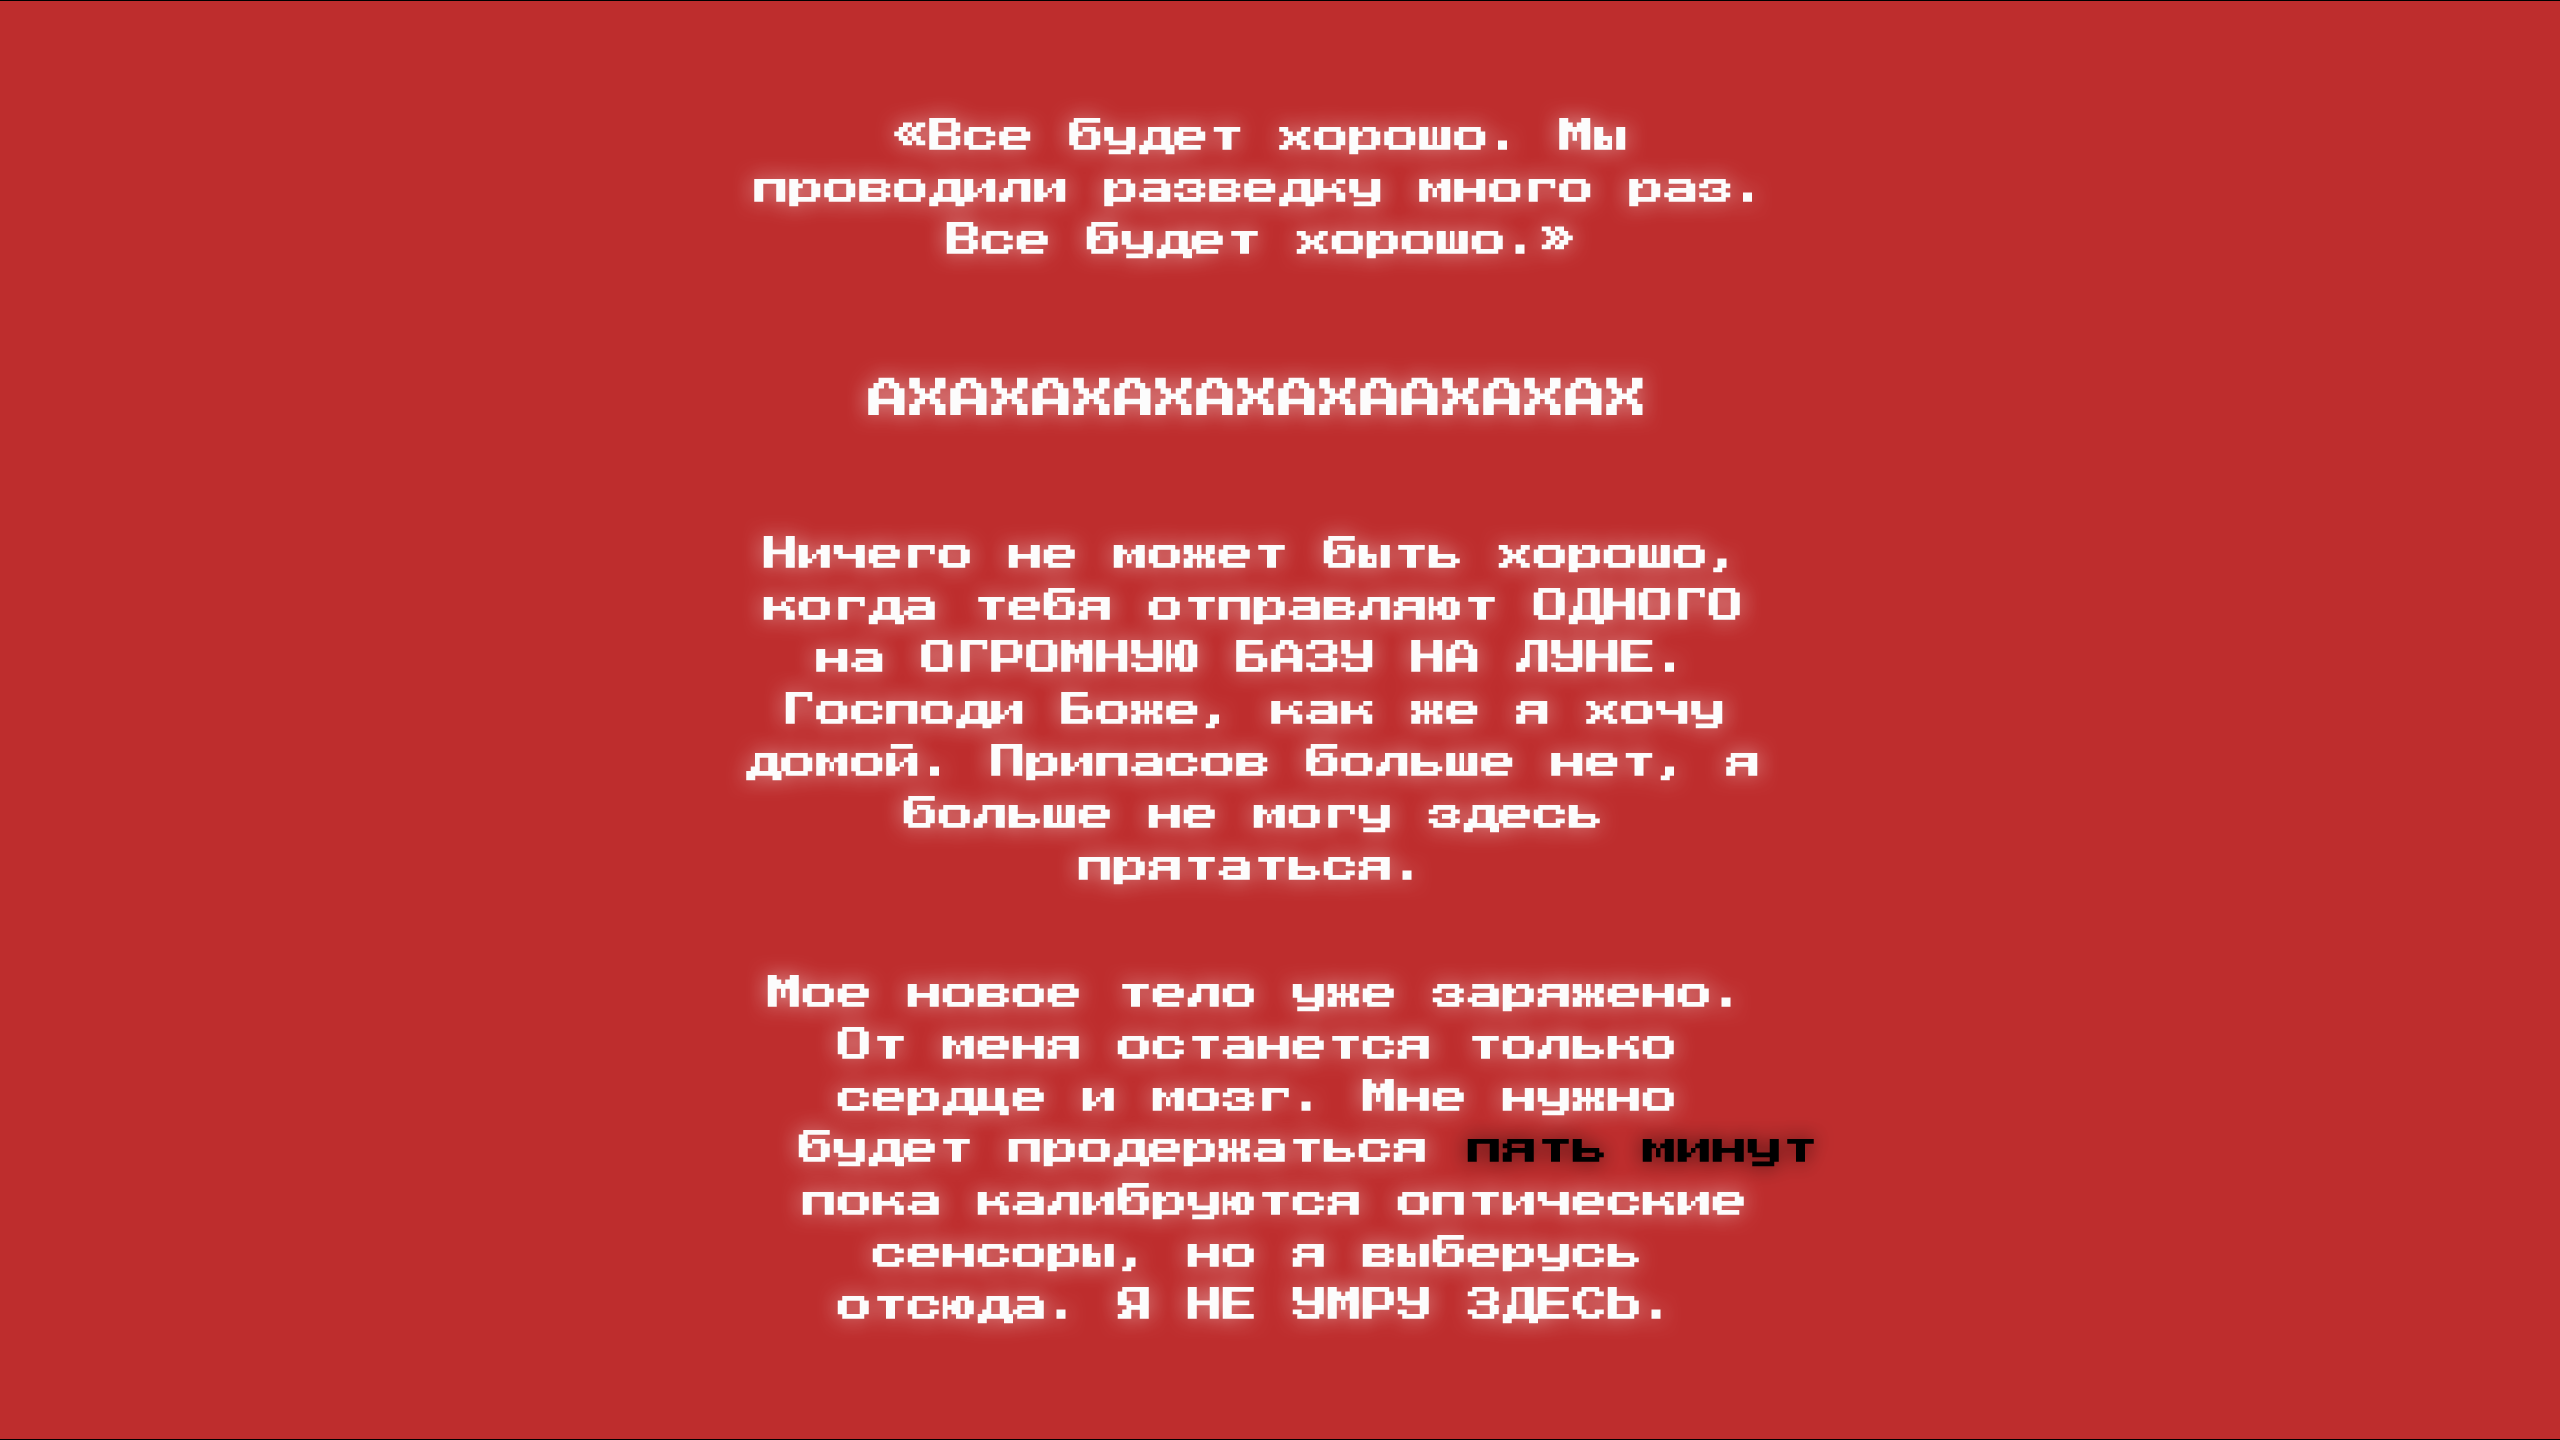 «Все будет хорошо. Мы
проводили разведку много раз.
Все будет хорошо.»
АХАХАХАХАХАХАААХАХАХ
Ничего не может быть хорошо,
когда тебя отправляют ОДНОГО
на ОГРОМНУЮ БАЗУ НА ЛУНЕ.
Господи Боже, как же я хочу
домой. Припасов больше нет, я
больше не могу здесь
прятаться.
Мое новое тело уже заряжено.
От меня останется только
сердце и мозг. Мне нужно
будет продержаться пять минут
пока калибруются оптические
сенсоры, но я выберусь
отсюда. Я НЕ УМРУ ЗДЕСЬ.